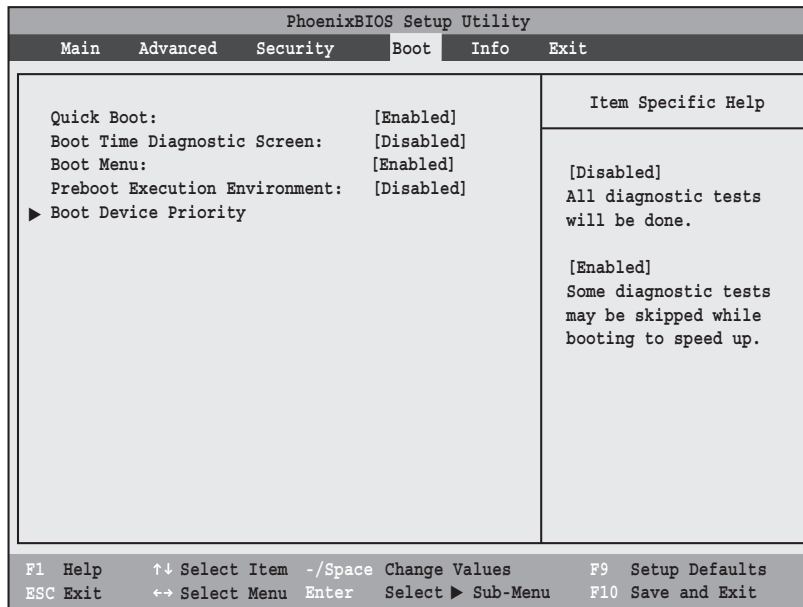 PhoenixBIOS Setup Utility
Main Advanced Security Boot Info Exit
Quick Boot: [Enabled]
Boot Time Diagnostic Screen: [Disabled]
Boot Menu: [Enabled]
Preboot Execution Environment: [Disabled]
▶ Boot Device Priority
Item Specific Help
[Disabled]
All diagnostic tests
will be done.
[Enabled]
Some diagnostic tests
may be skipped while
booting to speed up.
F1 Help ↑↓ Select Item -/Space Change Values F9 Setup Defaults
ESC Exit ←→ Select Menu Enter Select ▶ Sub-Menu F10 Save and Exit